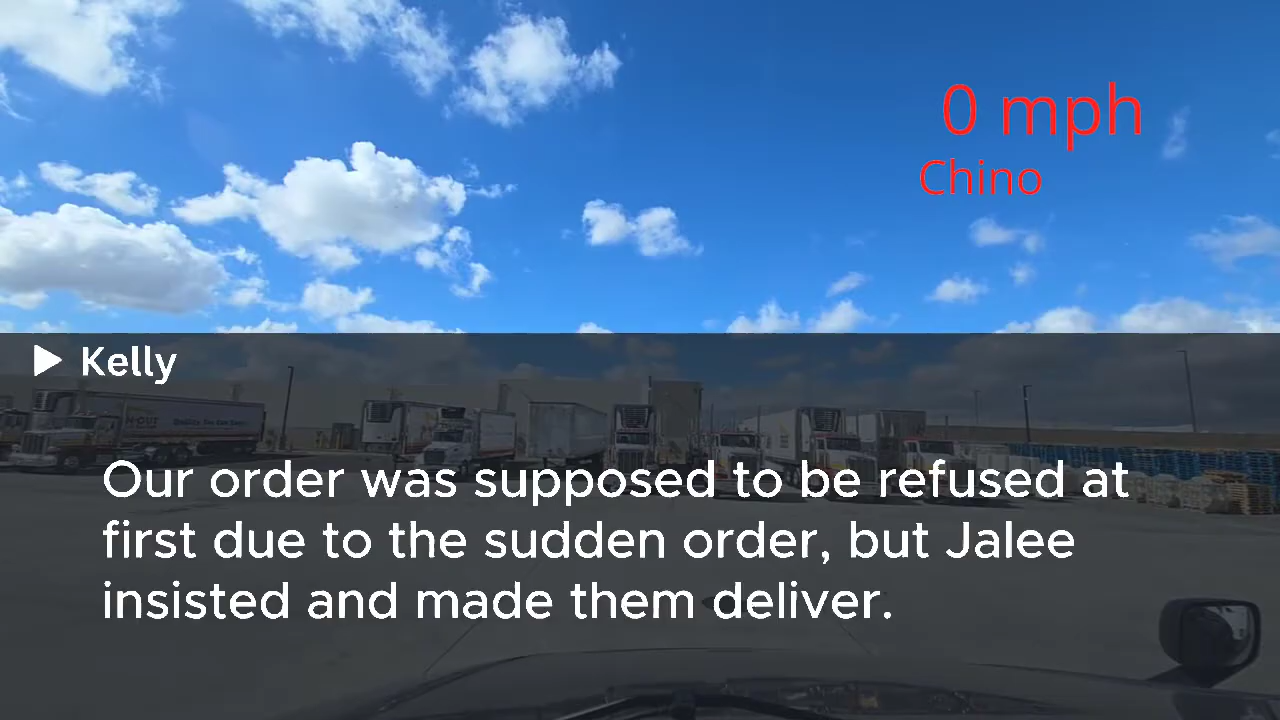 0 mph
Chino
Kelly
Our order was supposed to be refused at
first due to the sudden order, but Jalee
insisted and made them deliver.